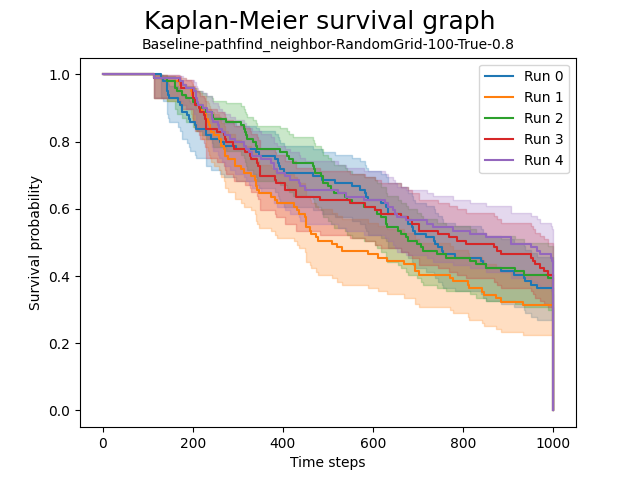 Kaplan-Meier survival graph
Baseline-pathfind_neighbor-RandomGrid-100-True-0.8
Survival probability
1.0
0.8
0.6
0.4
0.2
0.0
Run 0
Run 1
Run 2
Run 3
Run 4
0 200 400 600 800 1000
Time steps